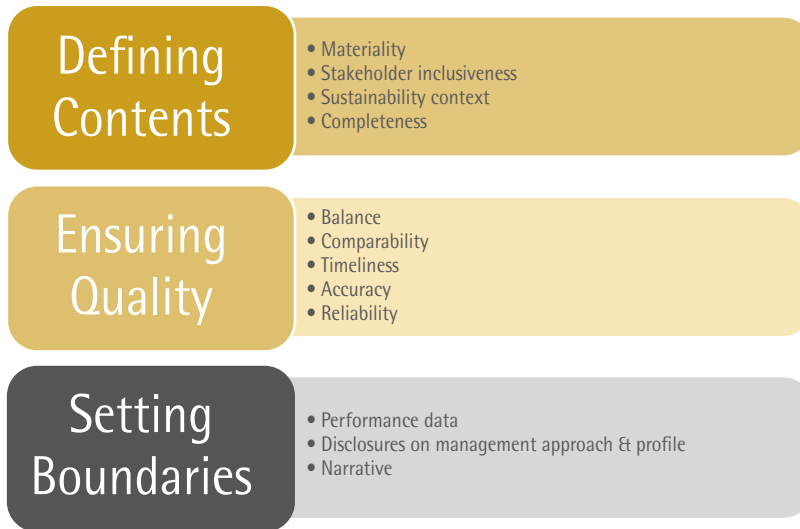 Defining
Contents
• Materiality
• Stakeholder inclusiveness
• Sustainability context
• Completeness
Ensuring
Quality
• Balance
• Comparability
• Timeliness
• Accuracy
• Reliability
Setting
Boundaries
• Performance data
• Disclosures on management approach & profile
• Narrative